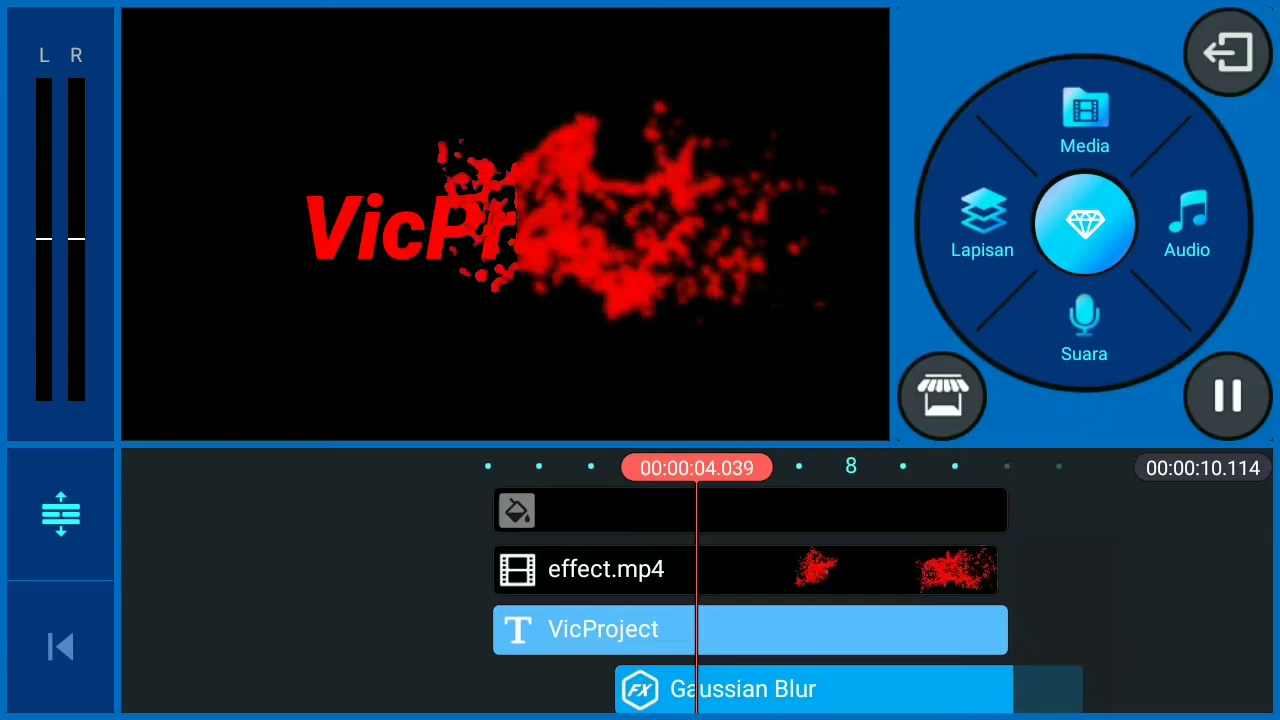 L R
VicPr
Media
Lapisan
Audio
Suara
00:00:04.039
8
00:00:10.114
effect.mp4
T VicProject
FX Gaussian Blur